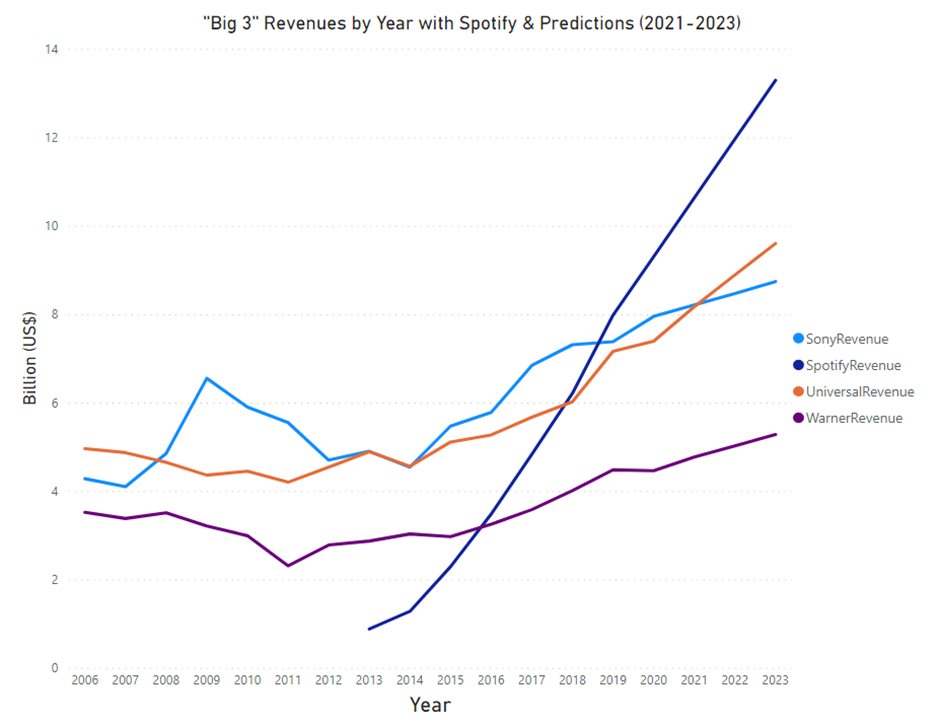 "Big 3" Revenues by Year with Spotify & Predictions (2021-2023)
14
12
10
8
6
4
2
0
Billion (US$)
2006 2007 2008 2009 2010 2011 2012 2013 2014 2015 2016 2017 2018 2019 2020 2021 2022 2023
Year
SonyRevenue
SpotifyRevenue
UniversalRevenue
WarnerRevenue